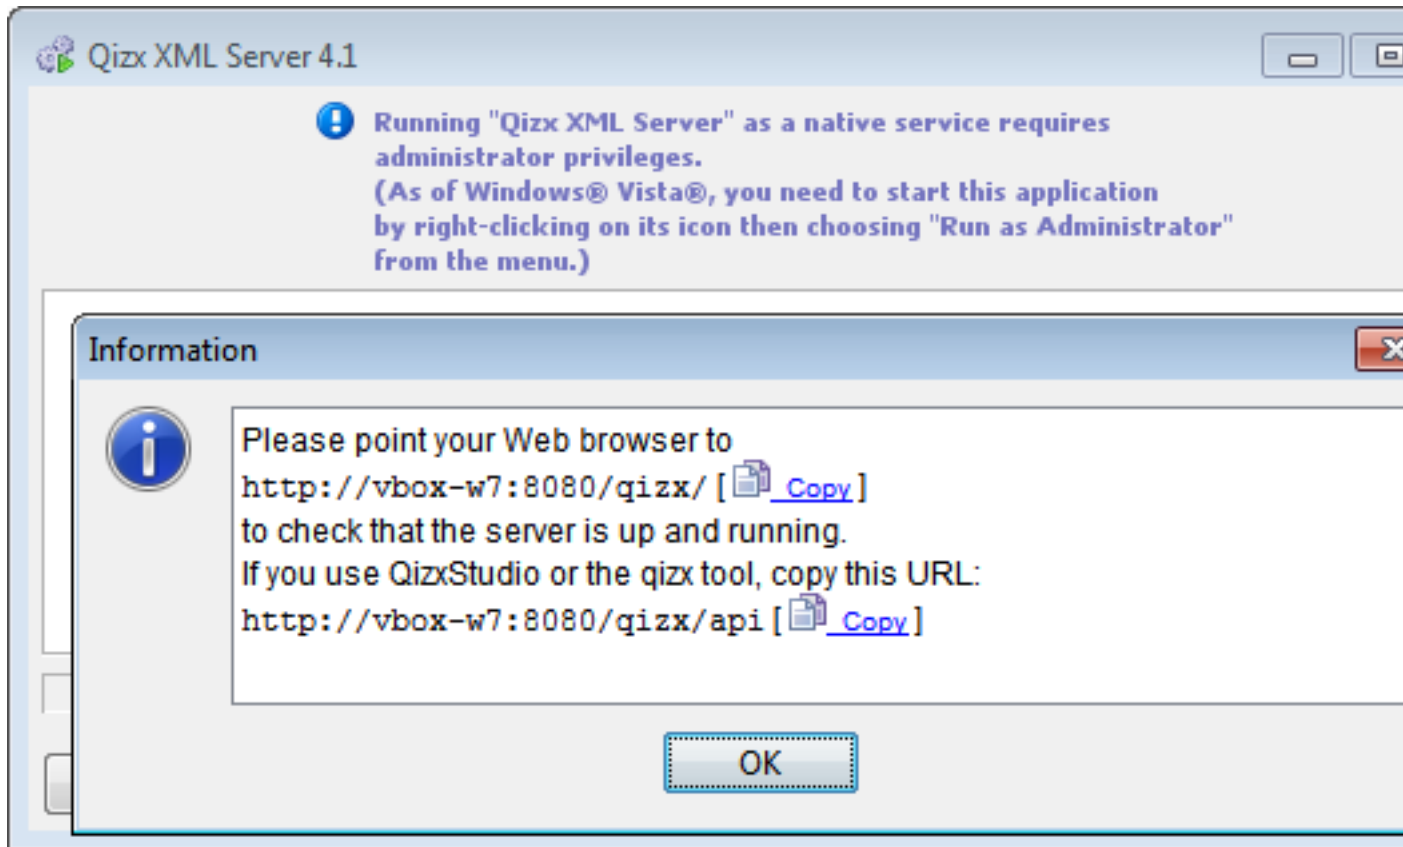 Qizx XML Server 4.1
Running "Qizx XML Server" as a native service requires
administrator privileges.
(As of Windows® Vista®, you need to start this application
by right-clicking on its icon then choosing "Run as Administrator"
from the menu.)
Information
Please point your Web browser to
http://vbox-w7:8080/qizx/[ Copy]
to check that the server is up and running.
If you use QizxStudio or the qizx tool, copy this URL:
http://vbox-w7:8080/qizx/api[ Copy]
OK